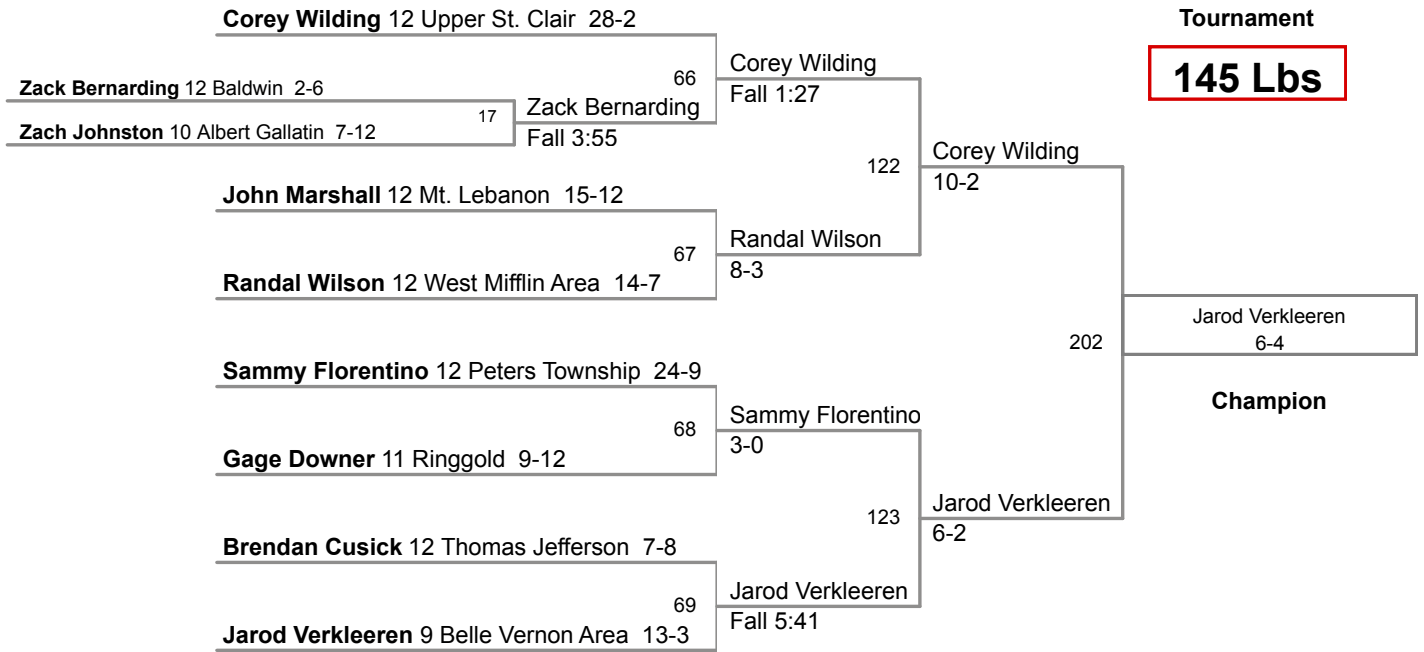 Corey Wilding 12 Upper St. Clair 28-2
Tournament
145 Lbs
66
Corey Wilding
Fall 1:27
Zack Bernarding 12 Baldwin 2-6
17
Zack Bernarding
Fall 3:55
Zach Johnston 10 Albert Gallatin 7-12
122
Corey Wilding
10-2
John Marshall 12 Mt. Lebanon 15-12
67
Randal Wilson
8-3
Randal Wilson 12 West Mifflin Area 14-7
202
Jarod Verkleeren
6-4
Champion
Sammy Florentino 12 Peters Township 24-9
68
Sammy Florentino
3-0
Gage Downer 11 Ringgold 9-12
123
Jarod Verkleeren
6-2
Brendan Cusick 12 Thomas Jefferson 7-8
69
Jarod Verkleeren
Fall 5:41
Jarod Verkleeren 9 Belle Vernon Area 13-3